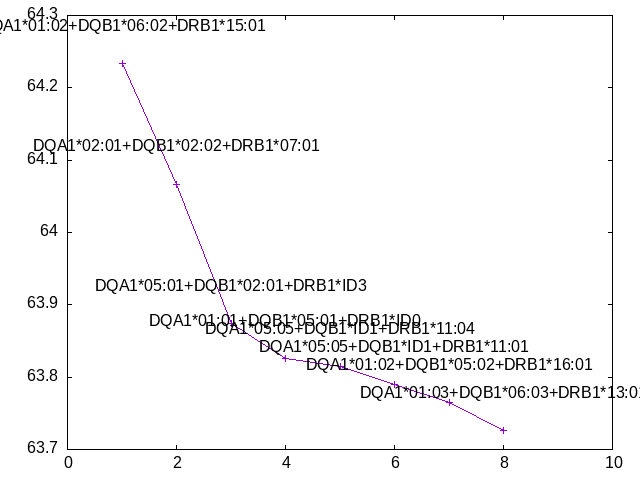 64.3
DQA1*01:02+DQB1*06:02+DRB1*15:01
64.2
DQA1*02:01+DQB1*02:02+DRB1*07:01
64.1
64
DQA1*05:01+DQB1*02:01+DRB1*ID3
63.9
DQA1*01:01+DQB1*05:01+DRB1*ID0
DQA1*05:05+DQB1*ID1+DRB1*11:04
DQA1*05:05+DQB1*ID1+DRB1*11:01
DQA1*01:02+DQB1*05:02+DRB1*16:01
63.8
DQA1*01:03+DQB1*06:03+DRB1*13:01
63.7
0 2 4 6 8 10